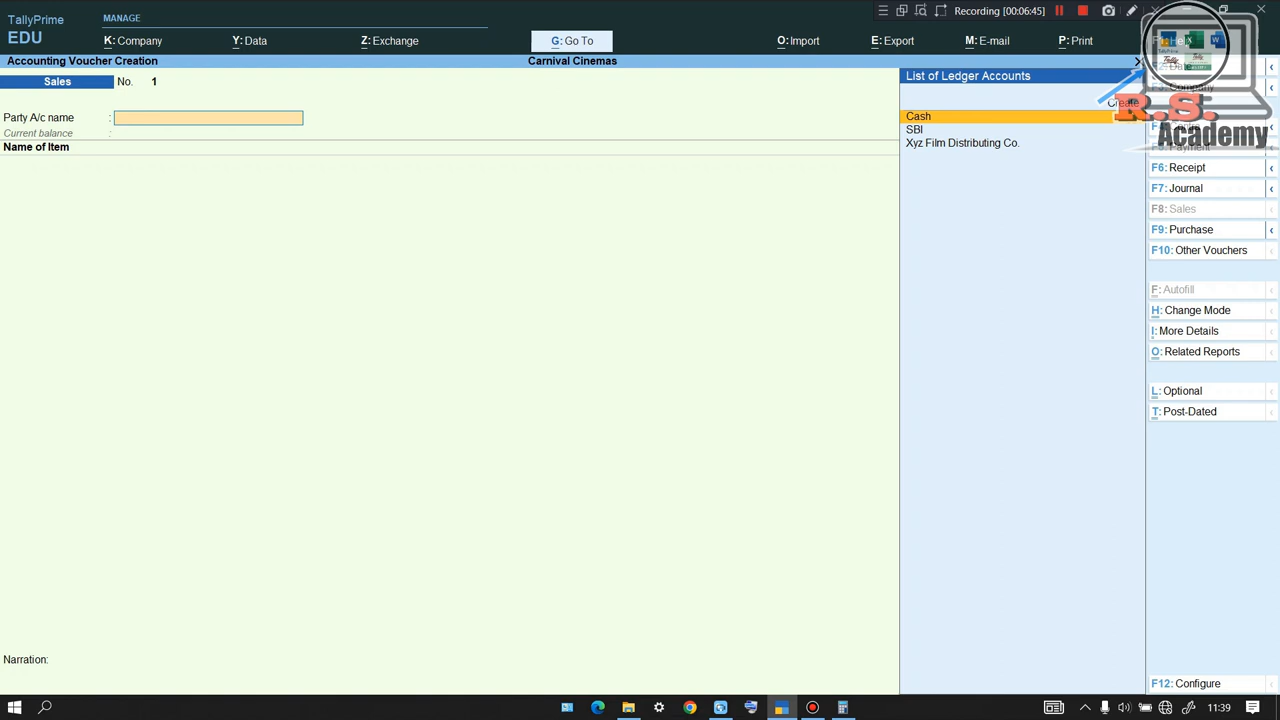 TallyPrime
EDU
MANAGE
K: Company
Y: Data
Z: Exchange
G: Go To
O: Import
E: Export
M: E-mail
P: Print
Recording [00:06:45]
Accounting Voucher Creation
Carnival Cinemas
Sales No. 1
Party A/c name :
Current balance :
Name of Item
Narration:
List of Ledger Accounts
Create
Cash
SBI
Xyz Film Distributing Co.
R.S.
Academy
F6: Receipt
F7: Journal
F8: Sales
F9: Purchase
F10: Other Vouchers
F: Autofill
H: Change Mode
I: More Details
O: Related Reports
L: Optional
T: Post-Dated
F12: Configure
11:39